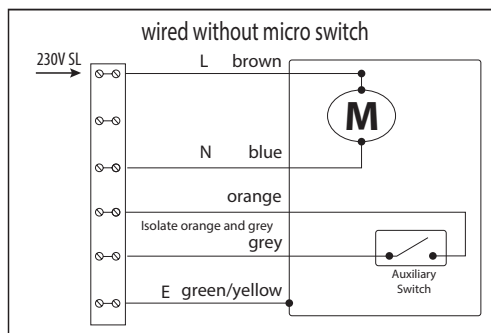 wired without micro switch
230V SL
L brown
M
N blue
orange
Isolate orange and grey
grey
Auxiliary
Switch
E green/yellow